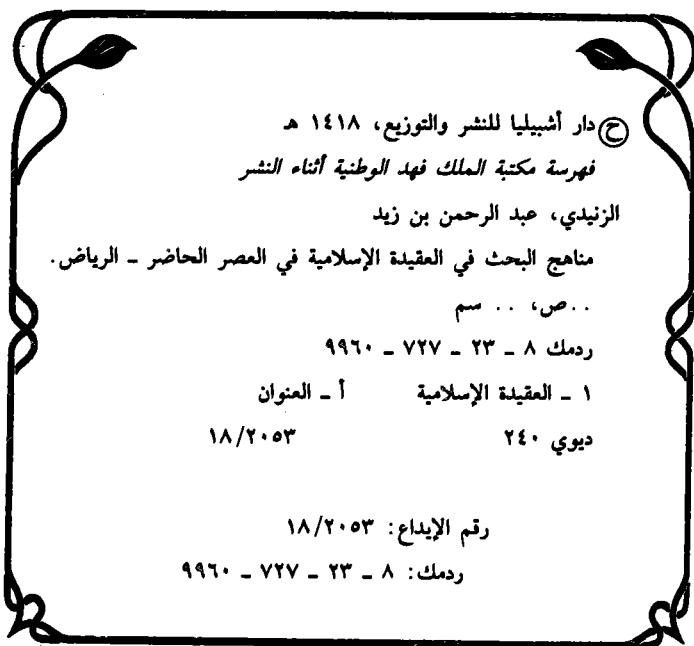 ح دار أشبيليا للنشر والتوزيع، ١٤١٨ هـ
فهرسة مكتبة الملك فهد الوطنية أثناء النشر
الزنيدي، عبد الرحمن بن زيد
مناهج البحث في العقيدة الإسلامية في العصر الحاضر ـ الرياض.
..ص، .. سم
ردمك ٨ ـ ٢٣ ـ ٧٢٧ ـ ٩٩٦٠
١ ـ العقيدة الإسلامية أ ـ العنوان
ديوي ٢٤٠ ١٨/٢٠٥٣
رقم الإيداع: ١٨/٢٠٥٣
ردمك: ٨ ـ ٢٣ ـ ٧٢٧ ـ ٩٩٦٠